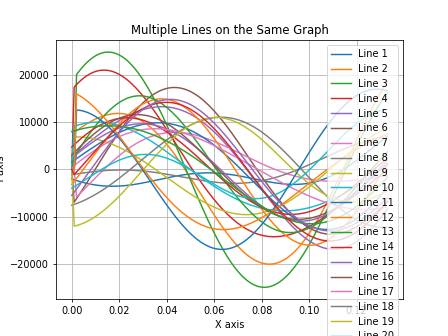 Multiple Lines on the Same Graph
20000
10000
0
−10000
−20000
0.00
0.02
0.04
0.06
0.08
0.10
X axis
axis
Line 1
Line 2
Line 3
Line 4
Line 5
Line 6
Line 7
Line 8
Line 9
Line 10
Line 11
Line 12
Line 13
Line 14
Line 15
Line 16
Line 17
Line 18
Line 19
Line 20